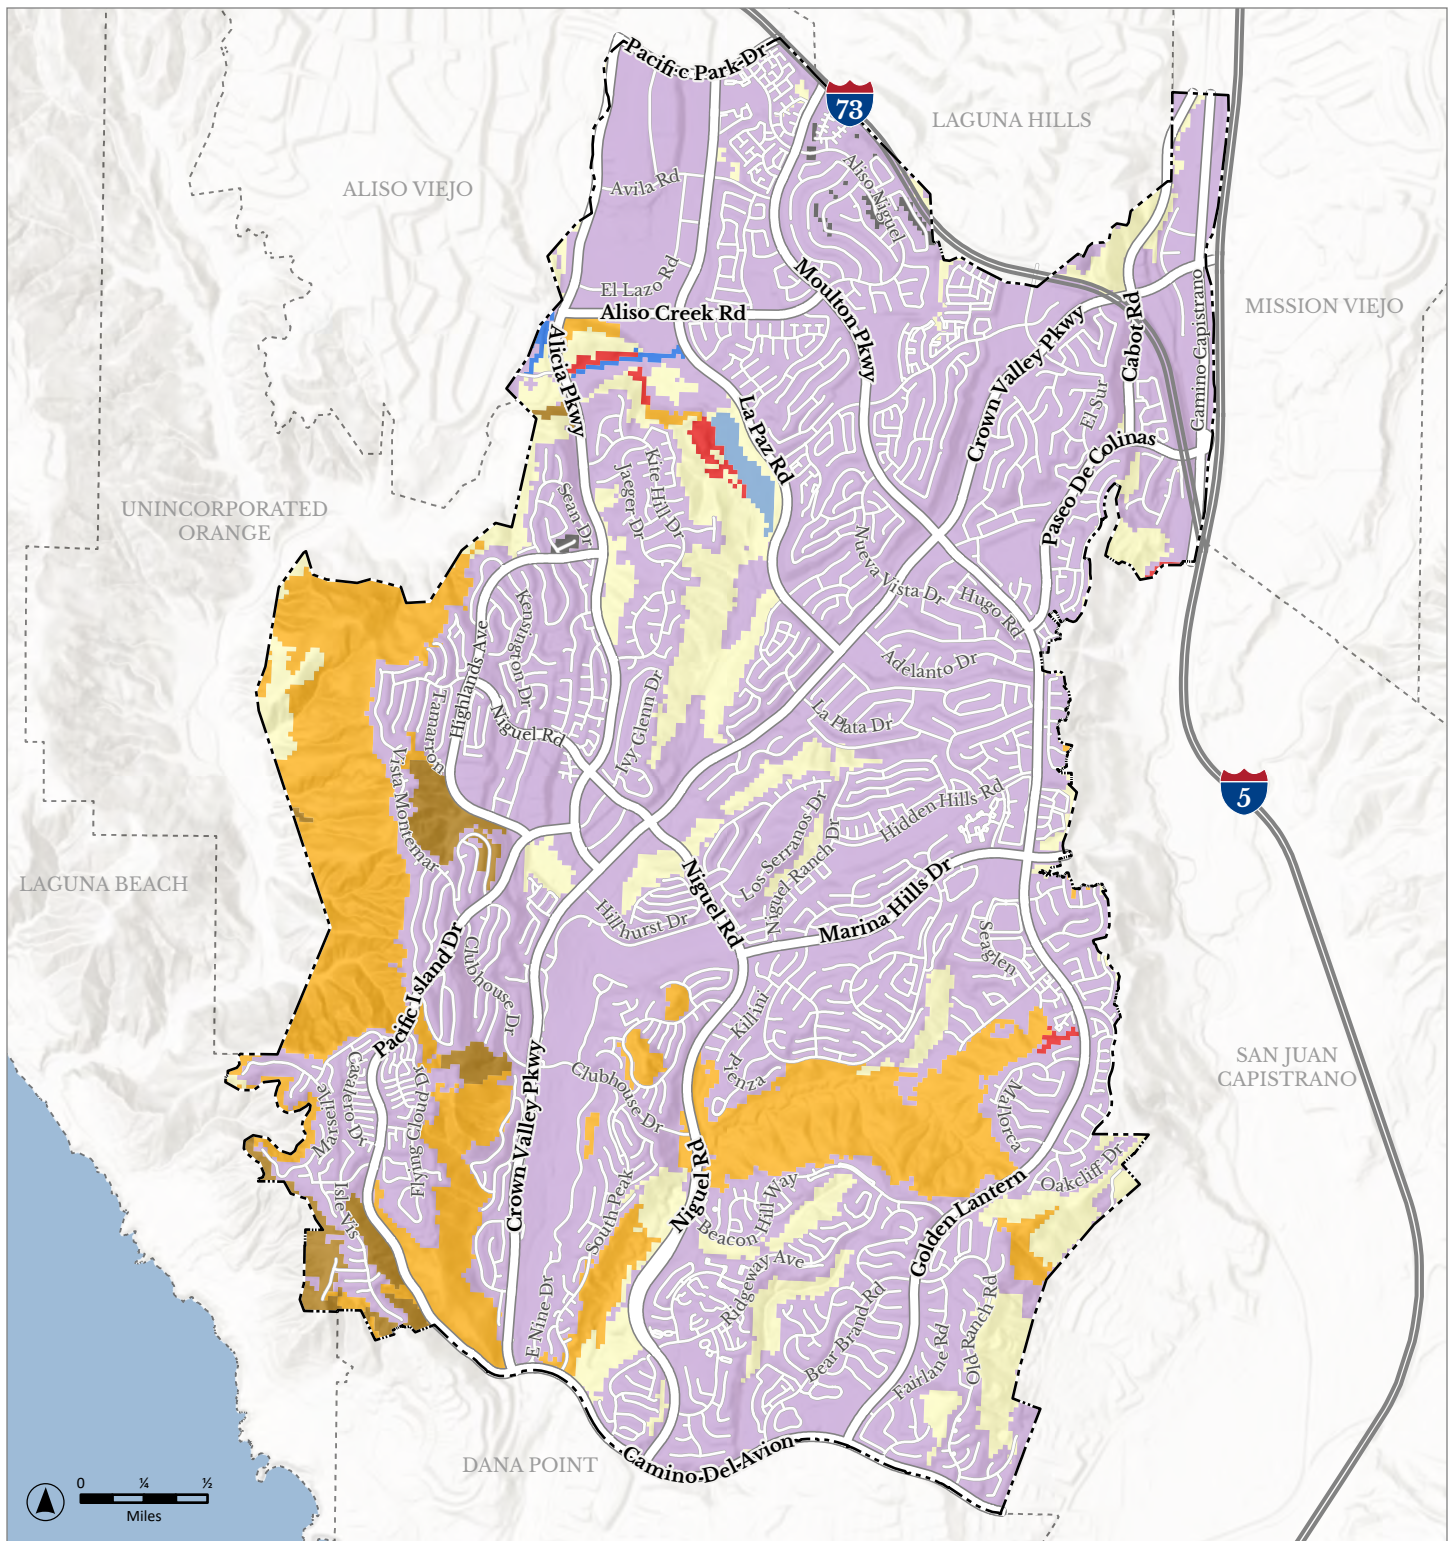 Pacific Park Dr
73
LAGUNA HILLS
ALISO VIEJO
Avila Rd
Aliso Niguel
El Lazo Rd
Aliso Creek Rd
Moulton Pkwy
MISSION VIEJO
Alicia Pkwy
Crown Valley Pkwy
Cabot Rd
Camino Capistrano
El Sur
La Paz Rd
Paseo De Colinas
Kite Hill Dr
Jaeger Dr
Sean Dr
UNINCORPORATED
ORANGE
Nueva Vista Dr
Hugo Rd
Kensington Dr
Highlands Ave
Adelanto Dr
Tamarron
Niguel Rd
Ivy Glenn Dr
La Plata Dr
Vista Montemar
Hidden Hills Rd
5
Los Serranos Dr
Niguel Ranch Dr
LAGUNA BEACH
Niguel Rd
Marina Hills Dr
Hillhurst Dr
Seaglen
Pacific Island Dr
Clubhouse Dr
Killini
SAN JUAN
CAPISTRANO
Casalero Dr
Marseille
Flying Cloud Dr
Crown Valley Pkwy
Clubhouse Dr
Pienza
Mallorca
Isle Vis
South Peak
Niguel Rd
Beacon Hill Way
Oakcliff Dr
Golden Lantern
Ridgeway Ave
E Nine Dr
Bear Brand Rd
Old Ranch Rd
Fairlane Rd
DANA POINT
Camino Del Avion
0 ¼ ½
Miles